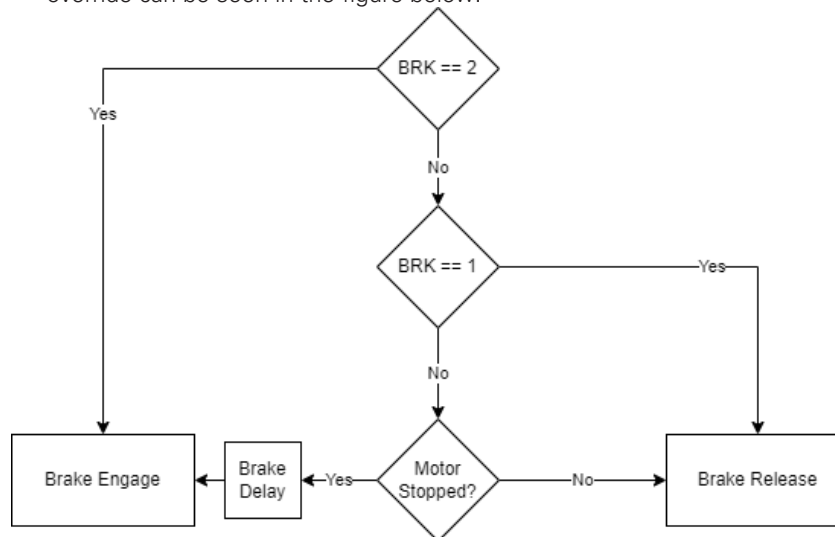 override can be seen in the figure below.
BRK == 2
Yes
No
BRK == 1
Yes
No
Motor
Stopped?
Yes
Brake
Delay
Brake Engage
No
Brake Release